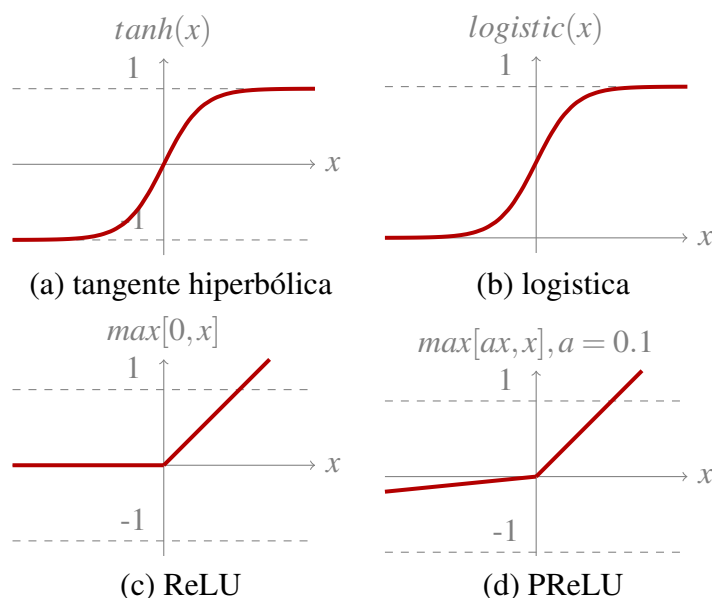 tanh(x)
1
x
-1
(a) tangente hiperbólica
logistic(x)
1
x
(b) logistica
max[0,x]
1
x
-1
(c) ReLU
max[ax,x],a = 0.1
1
x
-1
(d) PReLU